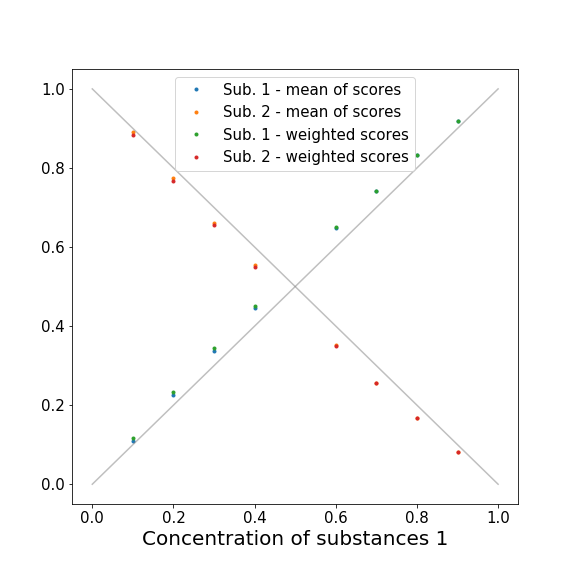 Sub. 1 - mean of scores
Sub. 2 - mean of scores
Sub. 1 - weighted scores
Sub. 2 - weighted scores
1.0
0.8
0.6
0.4
0.2
0.0
0.0 0.2 0.4 0.6 0.8 1.0
Concentration of substances 1